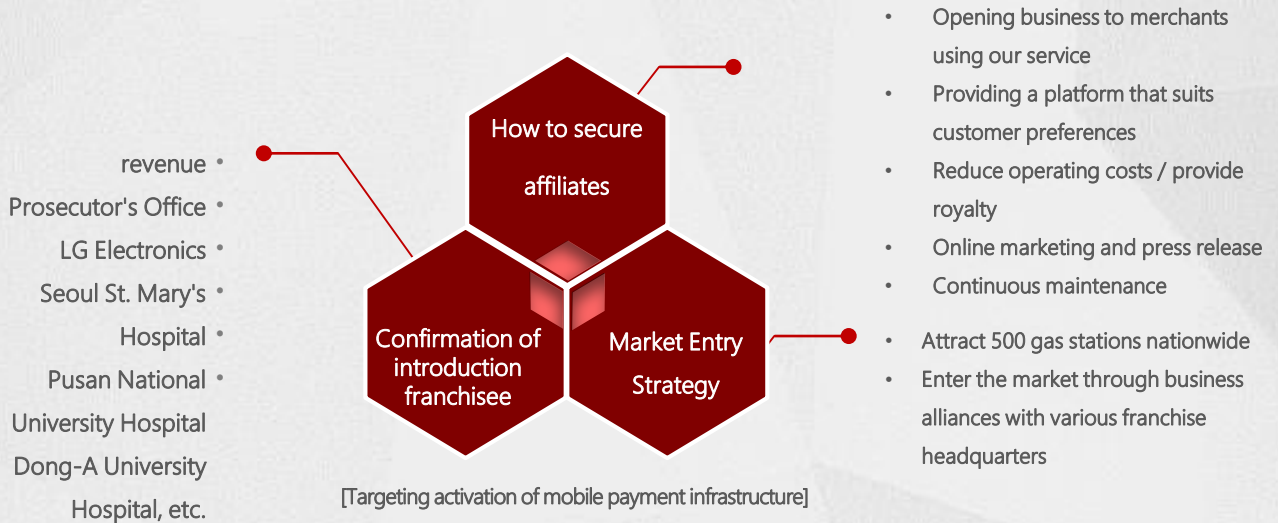 revenue •
Prosecutor's Office •
LG Electronics •
Seoul St. Mary's •
Hospital •
Pusan National •
University Hospital
Dong-A University
Hospital, etc.
How to secure
affiliates
Confirmation of
introduction
franchisee
Market Entry
Strategy
[Targeting activation of mobile payment infrastructure]
• Opening business to merchants
using our service
• Providing a platform that suits
customer preferences
• Reduce operating costs / provide
royalty
• Online marketing and press release
• Continuous maintenance
• Attract 500 gas stations nationwide
• Enter the market through business
alliances with various franchise
headquarters